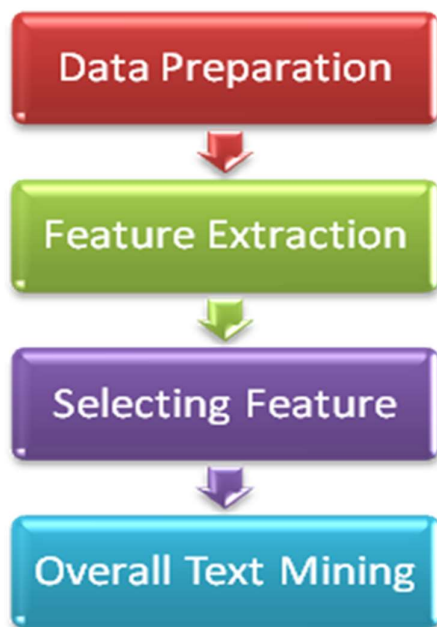 Data Preparation
Feature Extraction
Selecting Feature
Overall Text Mining